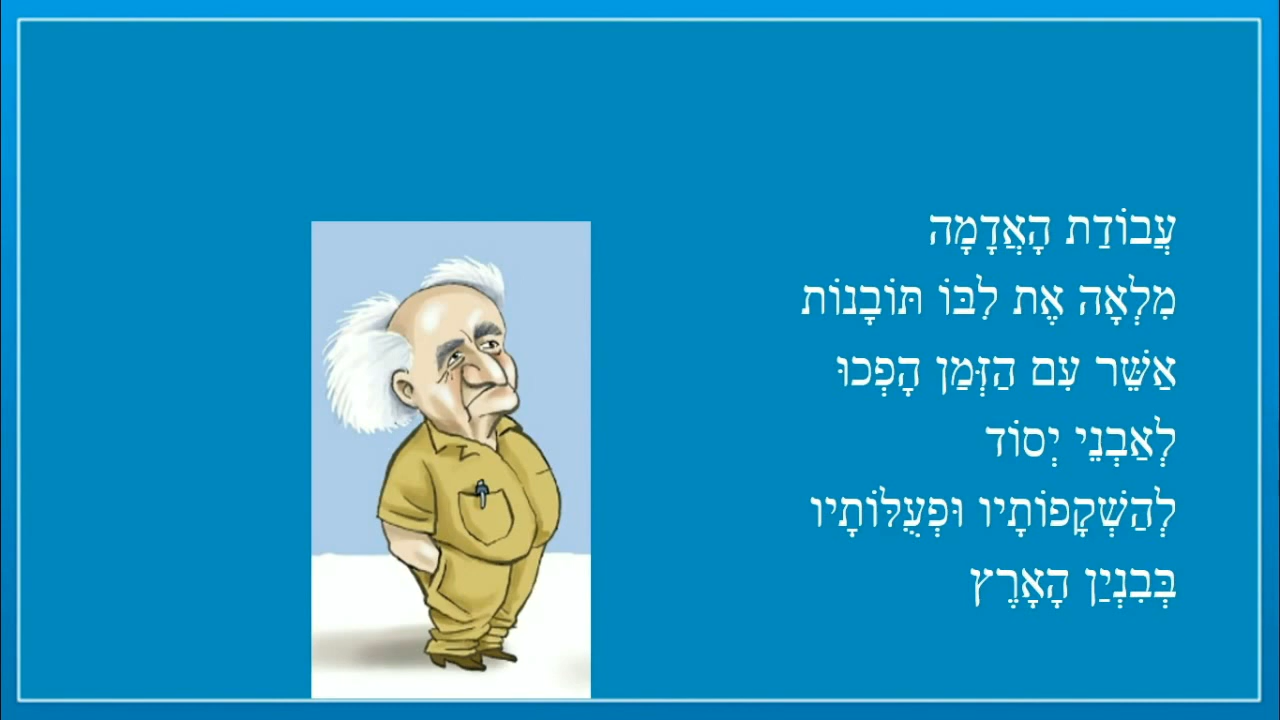 עֲבוֹדַת הָאֲדָמָה
מִלְאָה אֶת לִבּוֹ תּוֹבָנוֹת
אַשֵּׁר עִם הַזְּמַן הָפְכוּ
לְאַבְנֵי יְסוֹד
לְהַשְׁקָפוֹתָיו וּפְעֻלּוֹתָיו
בְּבִנְיַן הָאָרֶץ